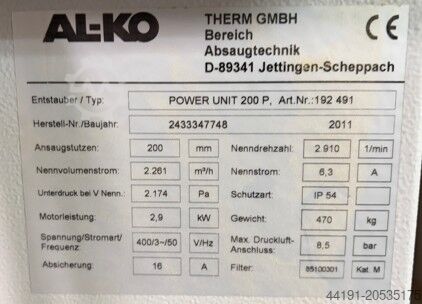 AL-KO
THERM GMBH
Bereich
Absaugtechnik
D-89341 Jettingen-Scheppach
CE
Entstauber / Typ: POWER UNIT 200 P, Art.Nr.:192 491
Herstell-Nr./Baujahr: 2433347748 2011
Ansaugstutzen: 200 mm Nenndrehzahl: 2.910 1/min
Nennvolumenstrom: 2.261 m³/h Nennstrom: 6,3 A
Unterdruck bei V Nenn.: 2.174 Pa Schutzart: IP 54
Motorleistung: 2,9 kW Gewicht: 470 kg
Spannung/Stromart/ Frequenz: 400/3~/50 V/Hz Max. Druckluft- Anschluss: 8,5 bar
Absicherung: 16 A Filter: 85100301 Kat. M
44191-20535175